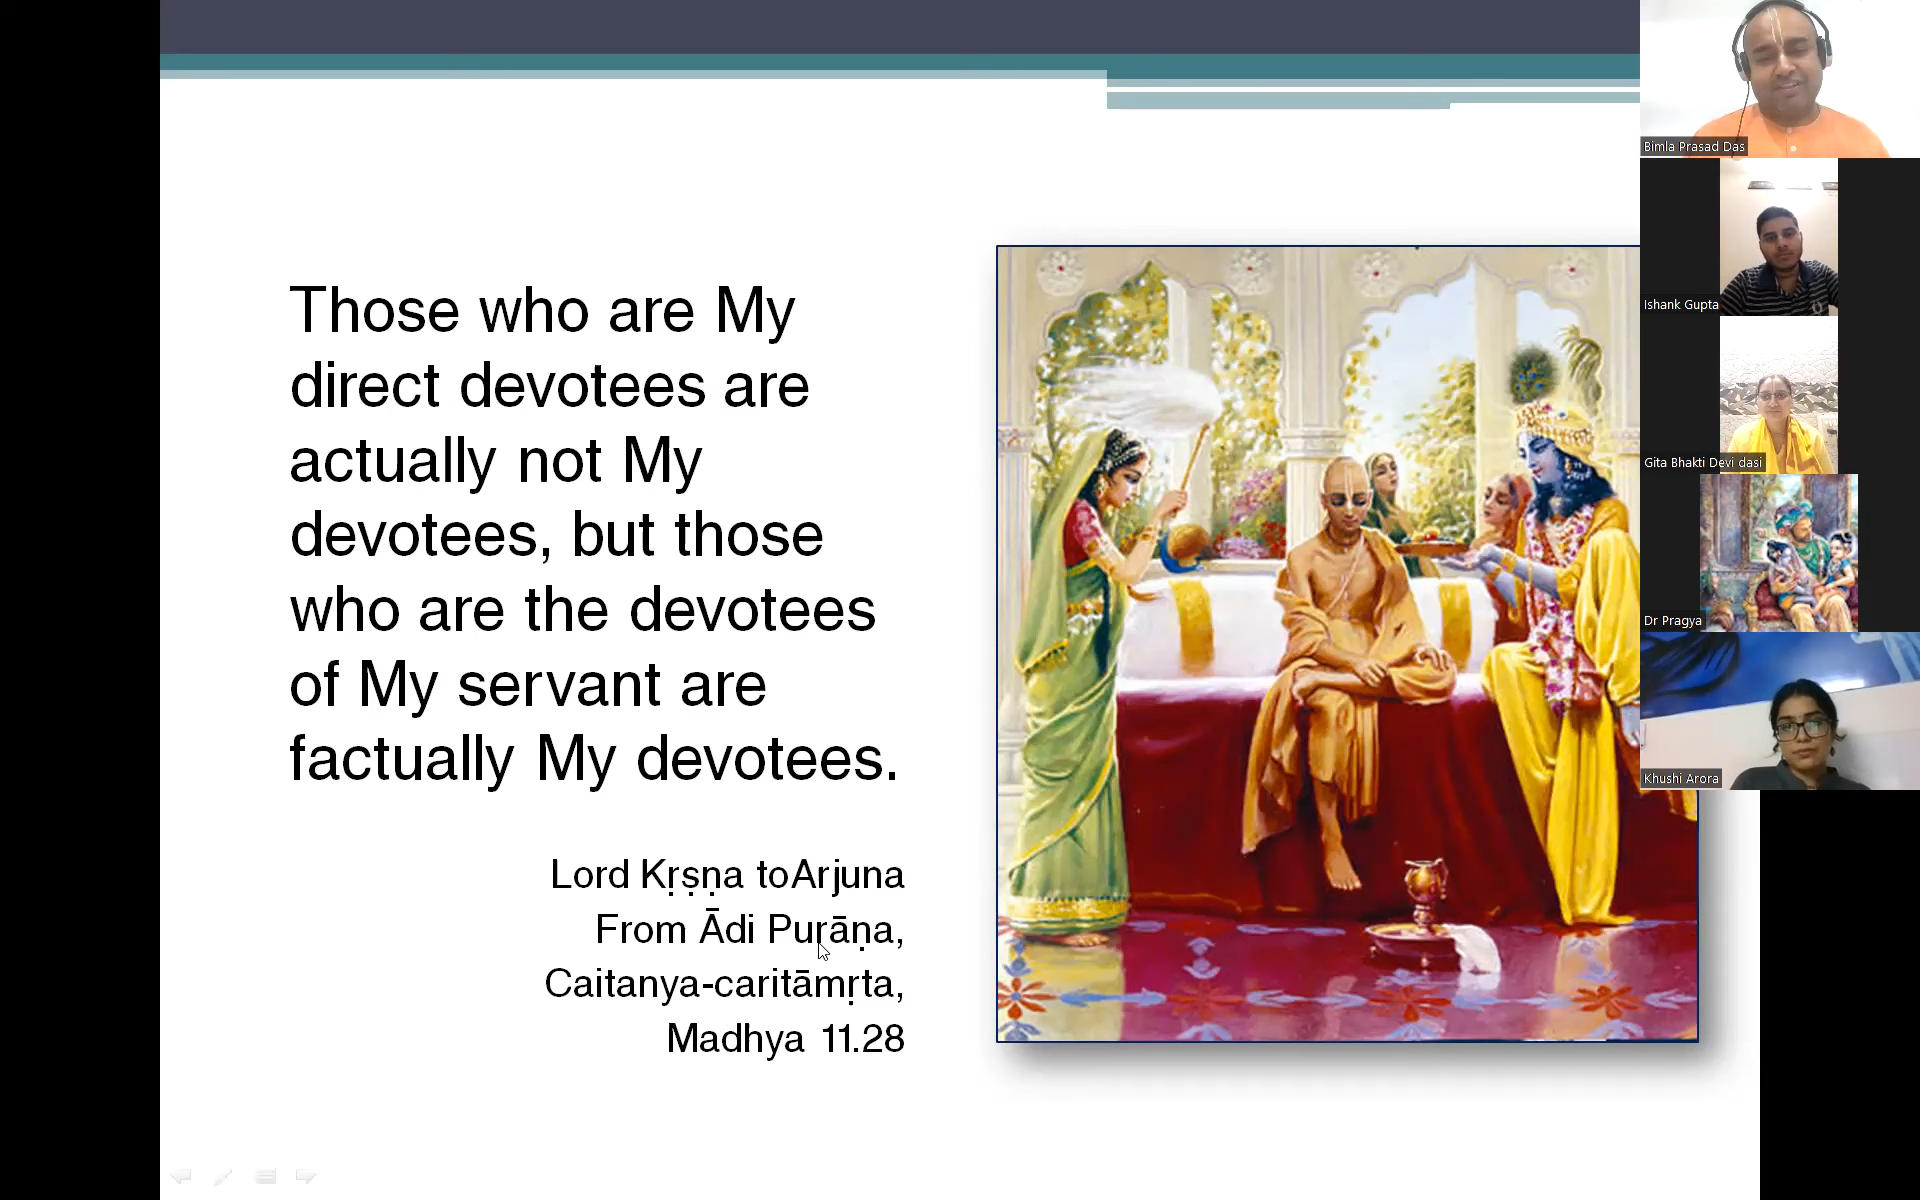 Those who are My
direct devotees are
actually not My
devotees, but those
who are the devotees
of My servant are
factually My devotees.
Lord Kṛṣṇa toArjuna
From Ādi Purāṇa,
Caitanya-caritāmṛta,
Madhya 11.28
Bimla Prasad Das
Ishank Gupta
Gita Bhakti Devi dasi
Dr Pragya
Khushi Arora